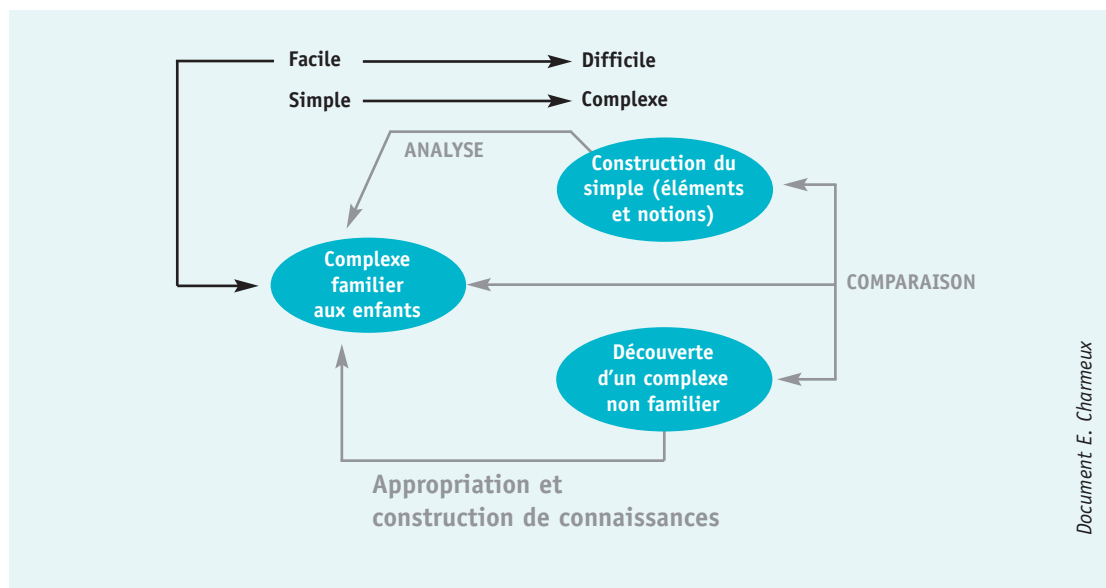 Facile Difficile
Simple Complexe
ANALYSE
Construction du
simple (éléments
et notions)
Complexe
familier
aux enfants
COMPARAISON
Découverte
d'un complexe
non familier
Appropriation et
construction de connaissances
Document E. Charmeux